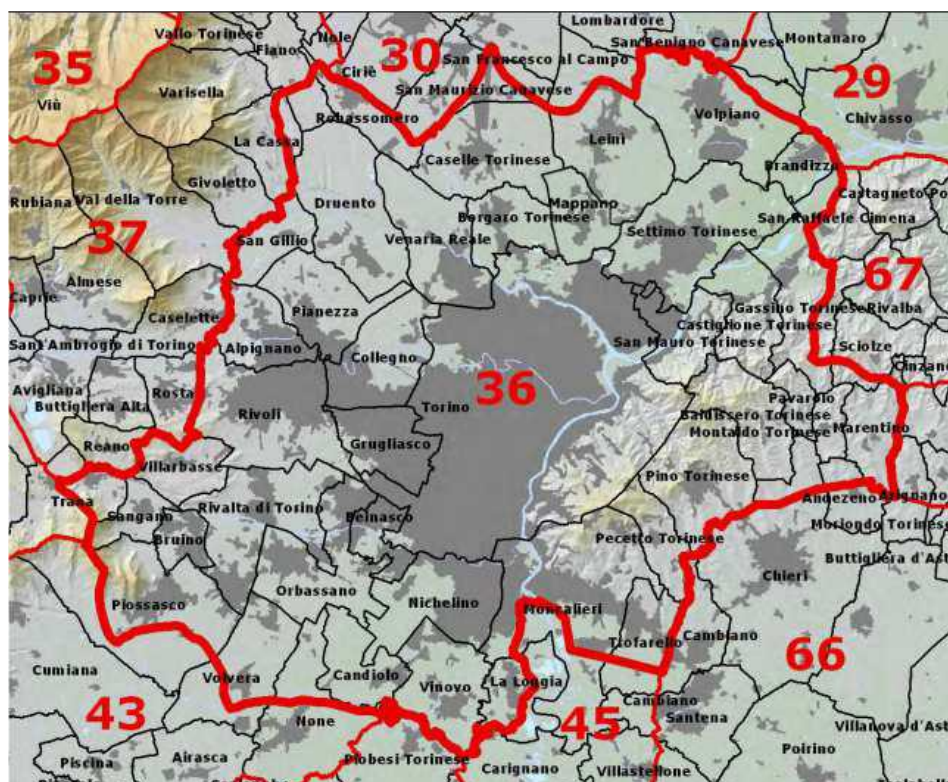 Lombardore
Nole
Vallo Torinese
30
San Benigno Canavese
Montanaro
Fiano
35
San Francesco al Campo
Ciriè
29
Varisella
San Maurizio Canavese
Viù
Volpiano
Chivasso
Robassomero
La Cassa
Leinì
Caselle Torinese
Brandizzo
Givoletto
Rubiana
Val della Torre
Druento
Mappano
Castagneto Po
Borgaro Torinese
San Raffaele Cimena
37
Settimo Torinese
San Gillio
Venaria Reale
67
Almese
Caprie
Gassino Torinese
Rivalba
Caselette
Pianezza
Castiglione Torinese
Sant'Ambrogio di Torino
Alpignano
San Mauro Torinese
Sciolze
Collegno
Cinzano
Avigliana
36
Rosta
Pavarolo
Buttigliera Alta
Torino
Rivoli
Baldissero Torinese
Marentino
Montaldo Torinese
Reano
Grugliasco
Villarbasse
Pino Torinese
Trana
Andezeno
Arignano
Rivalta di Torino
Sangano
Beinasco
Moriondo Torinese
Bruino
Pecetto Torinese
Buttigliera d'Ast
Chieri
Orbassano
Piossasco
Nichelino
Moncalieri
Cambiano
Trofarello
66
Cumiana
Candiolo
Volvera
La Loggia
Vinovo
Cambiano
43
45
Santena
None
Villanova d'Ast
Airasca
Piobesi Torinese
Poirino
Piscina
Carignano
Villastellone